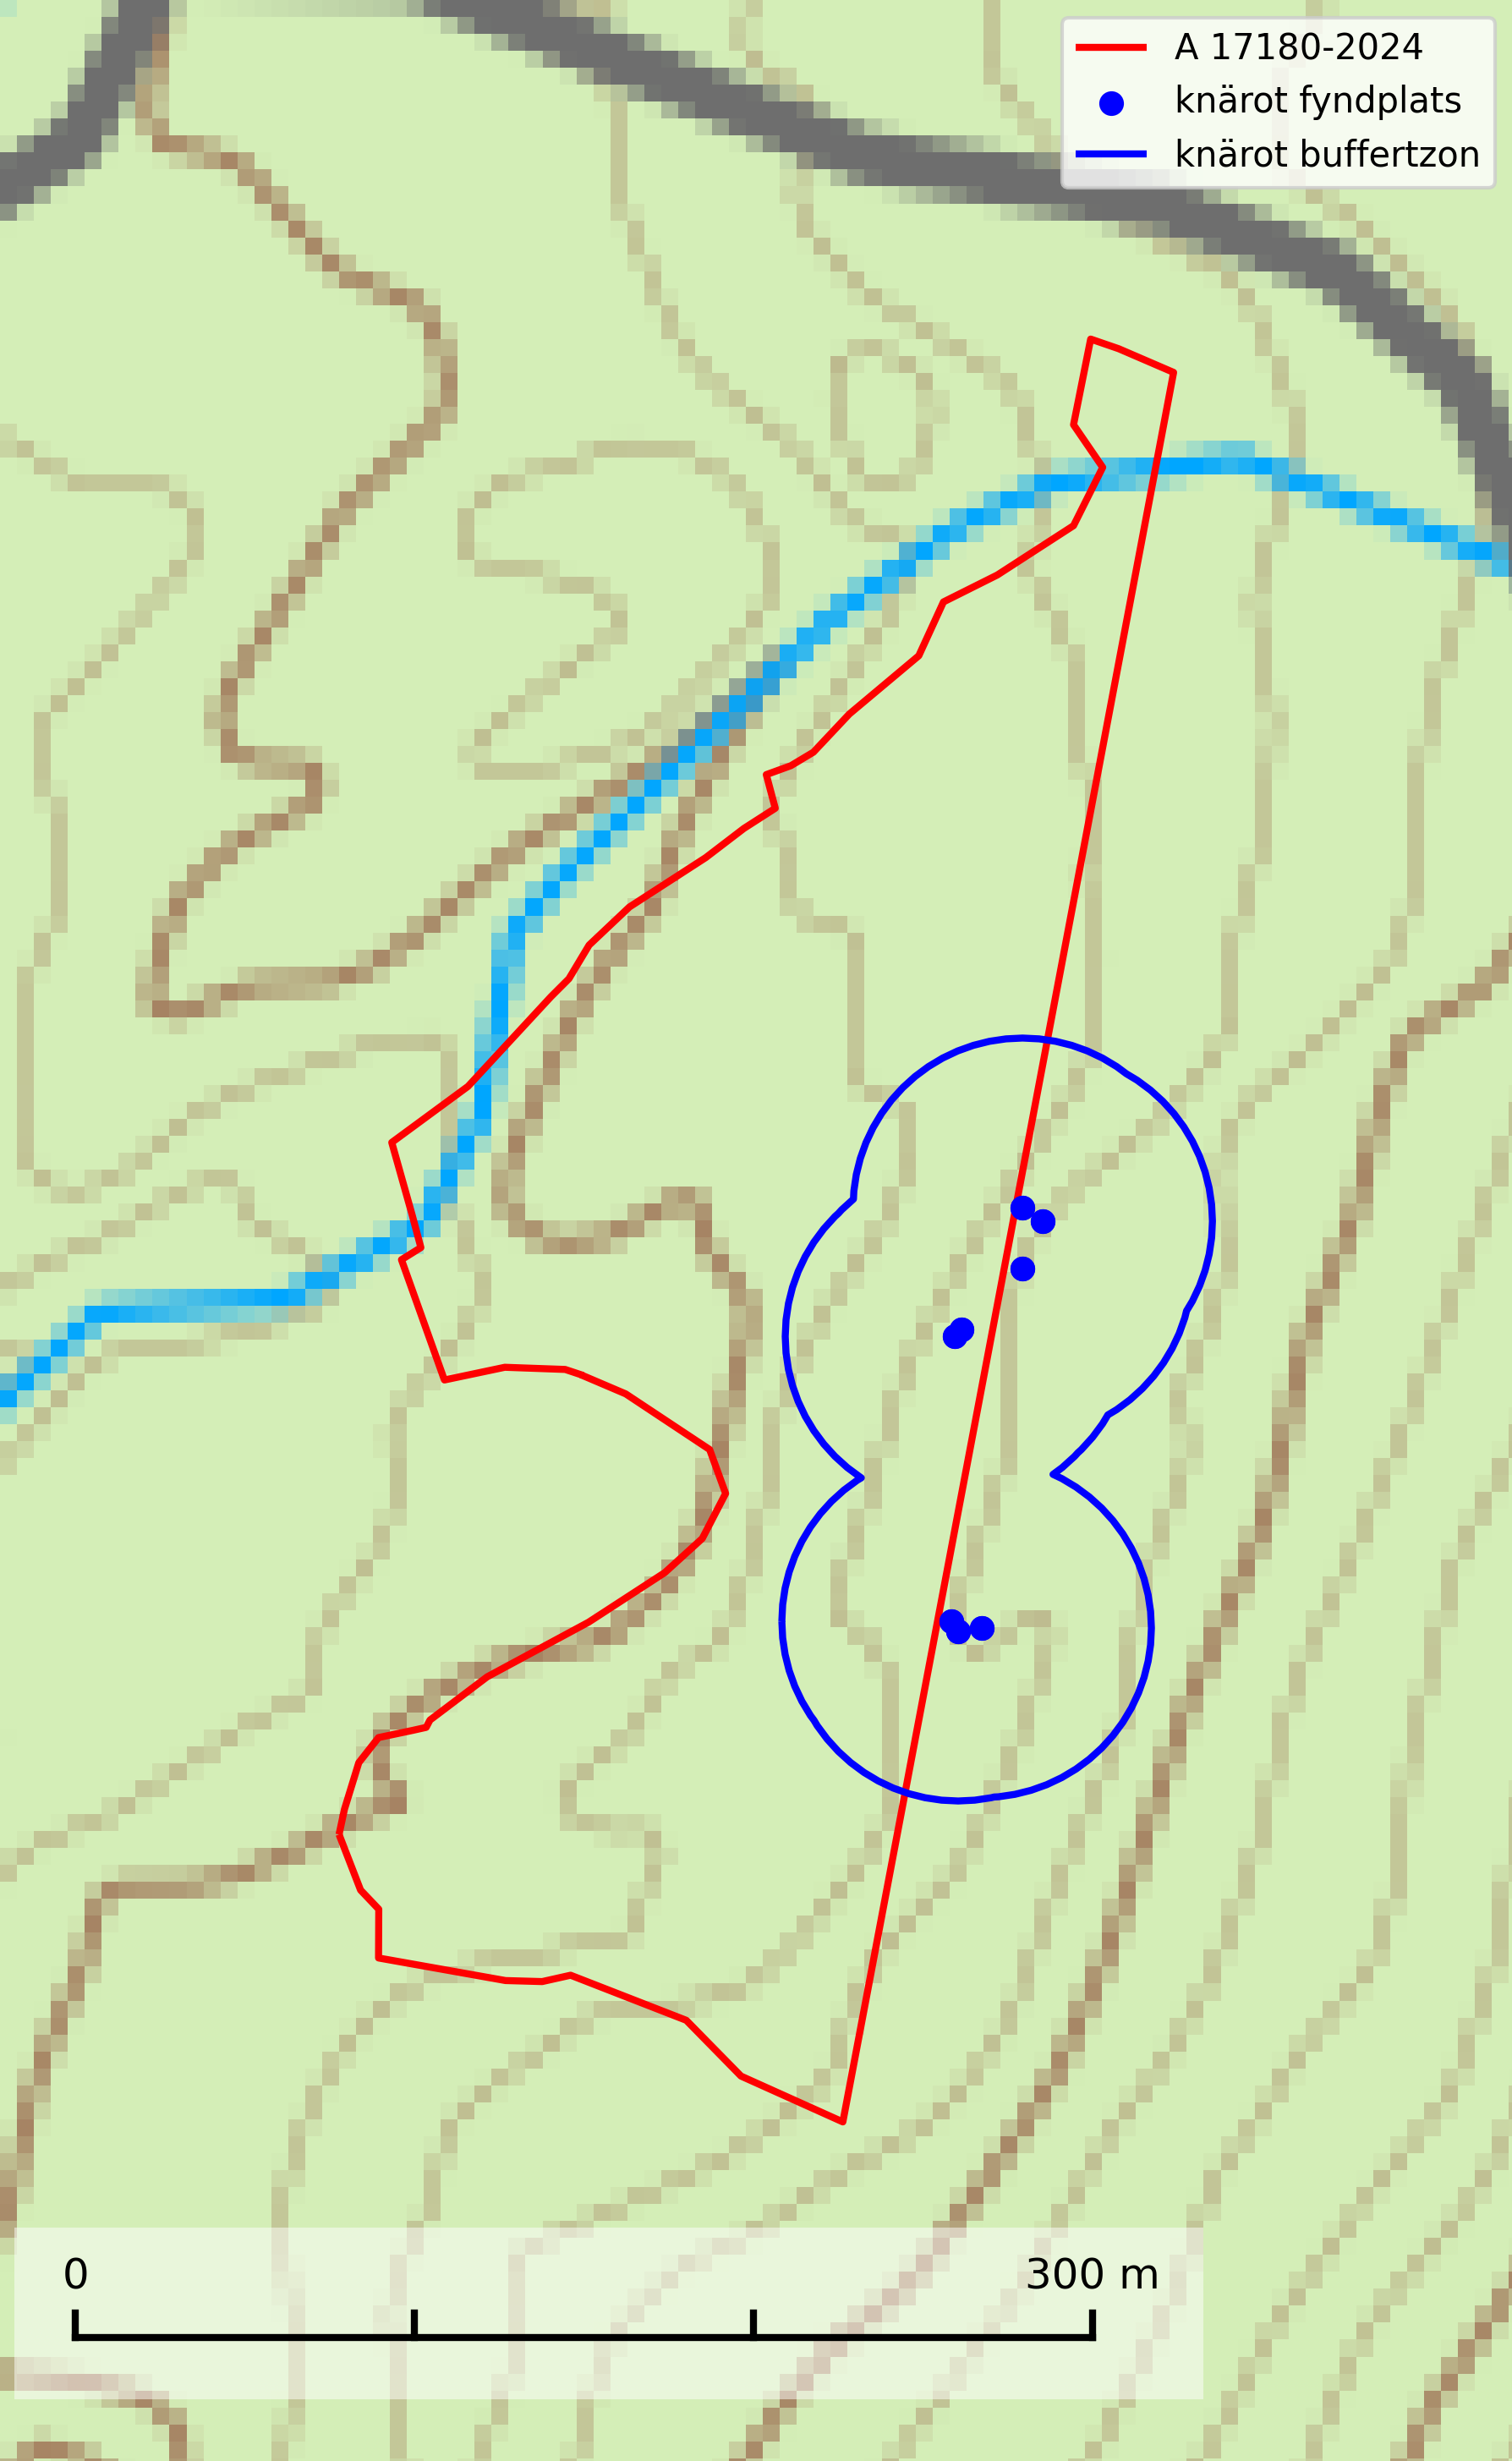 A 17180-2024
knärot fyndplats
knärot buffertzon
0 300 m